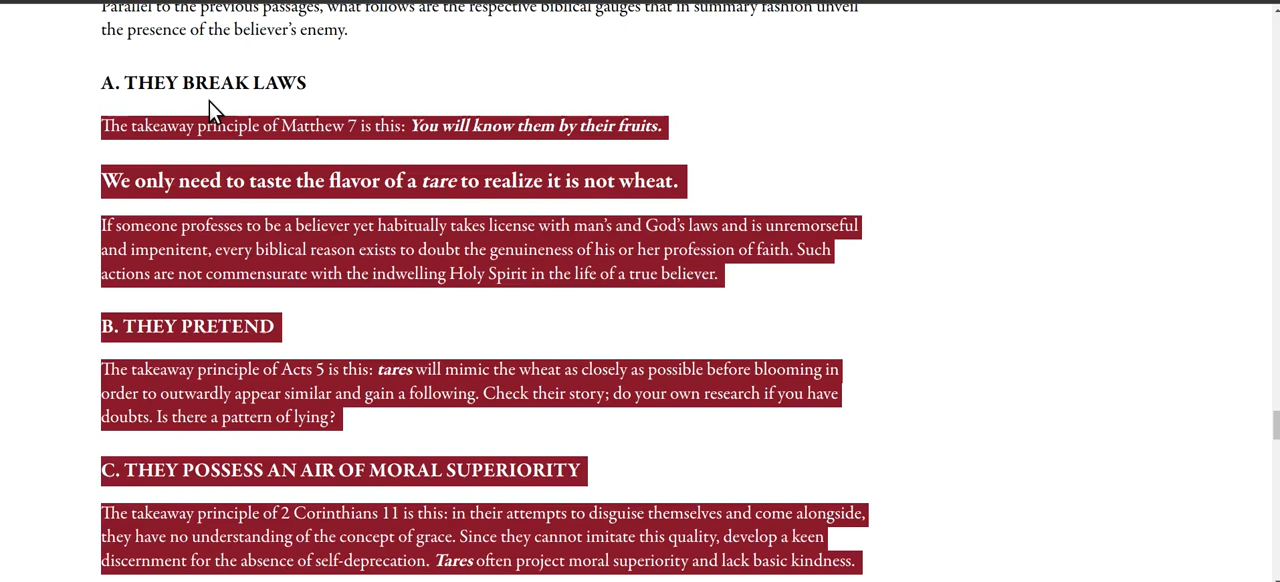 Parallel to the previous passages, what follows are the respective biblical gauges that in summary fashion unveil
the presence of the believer's enemy.
A. THEY BREAK LAWS
The takeaway principle of Matthew 7 is this: You will know them by their fruits.
We only need to taste the flavor of a tare to realize it is not wheat.
If someone professes to be a believer yet habitually takes license with man's and God's laws and is unremorseful
and impenitent, every biblical reason exists to doubt the genuineness of his or her profession of faith. Such
actions are not commensurate with the indwelling Holy Spirit in the life of a true believer.
B. THEY PRETEND
The takeaway principle of Acts 5 is this: tares will mimic the wheat as closely as possible before blooming in
order to outwardly appear similar and gain a following. Check their story; do your own research if you have
doubts. Is there a pattern of lying?
C. THEY POSSESS AN AIR OF MORAL SUPERIORITY
The takeaway principle of 2 Corinthians 11 is this: in their attempts to disguise themselves and come alongside,
they have no understanding of the concept of grace. Since they cannot imitate this quality, develop a keen
discernment for the absence of self-deprecation. Tares often project moral superiority and lack basic kindness.